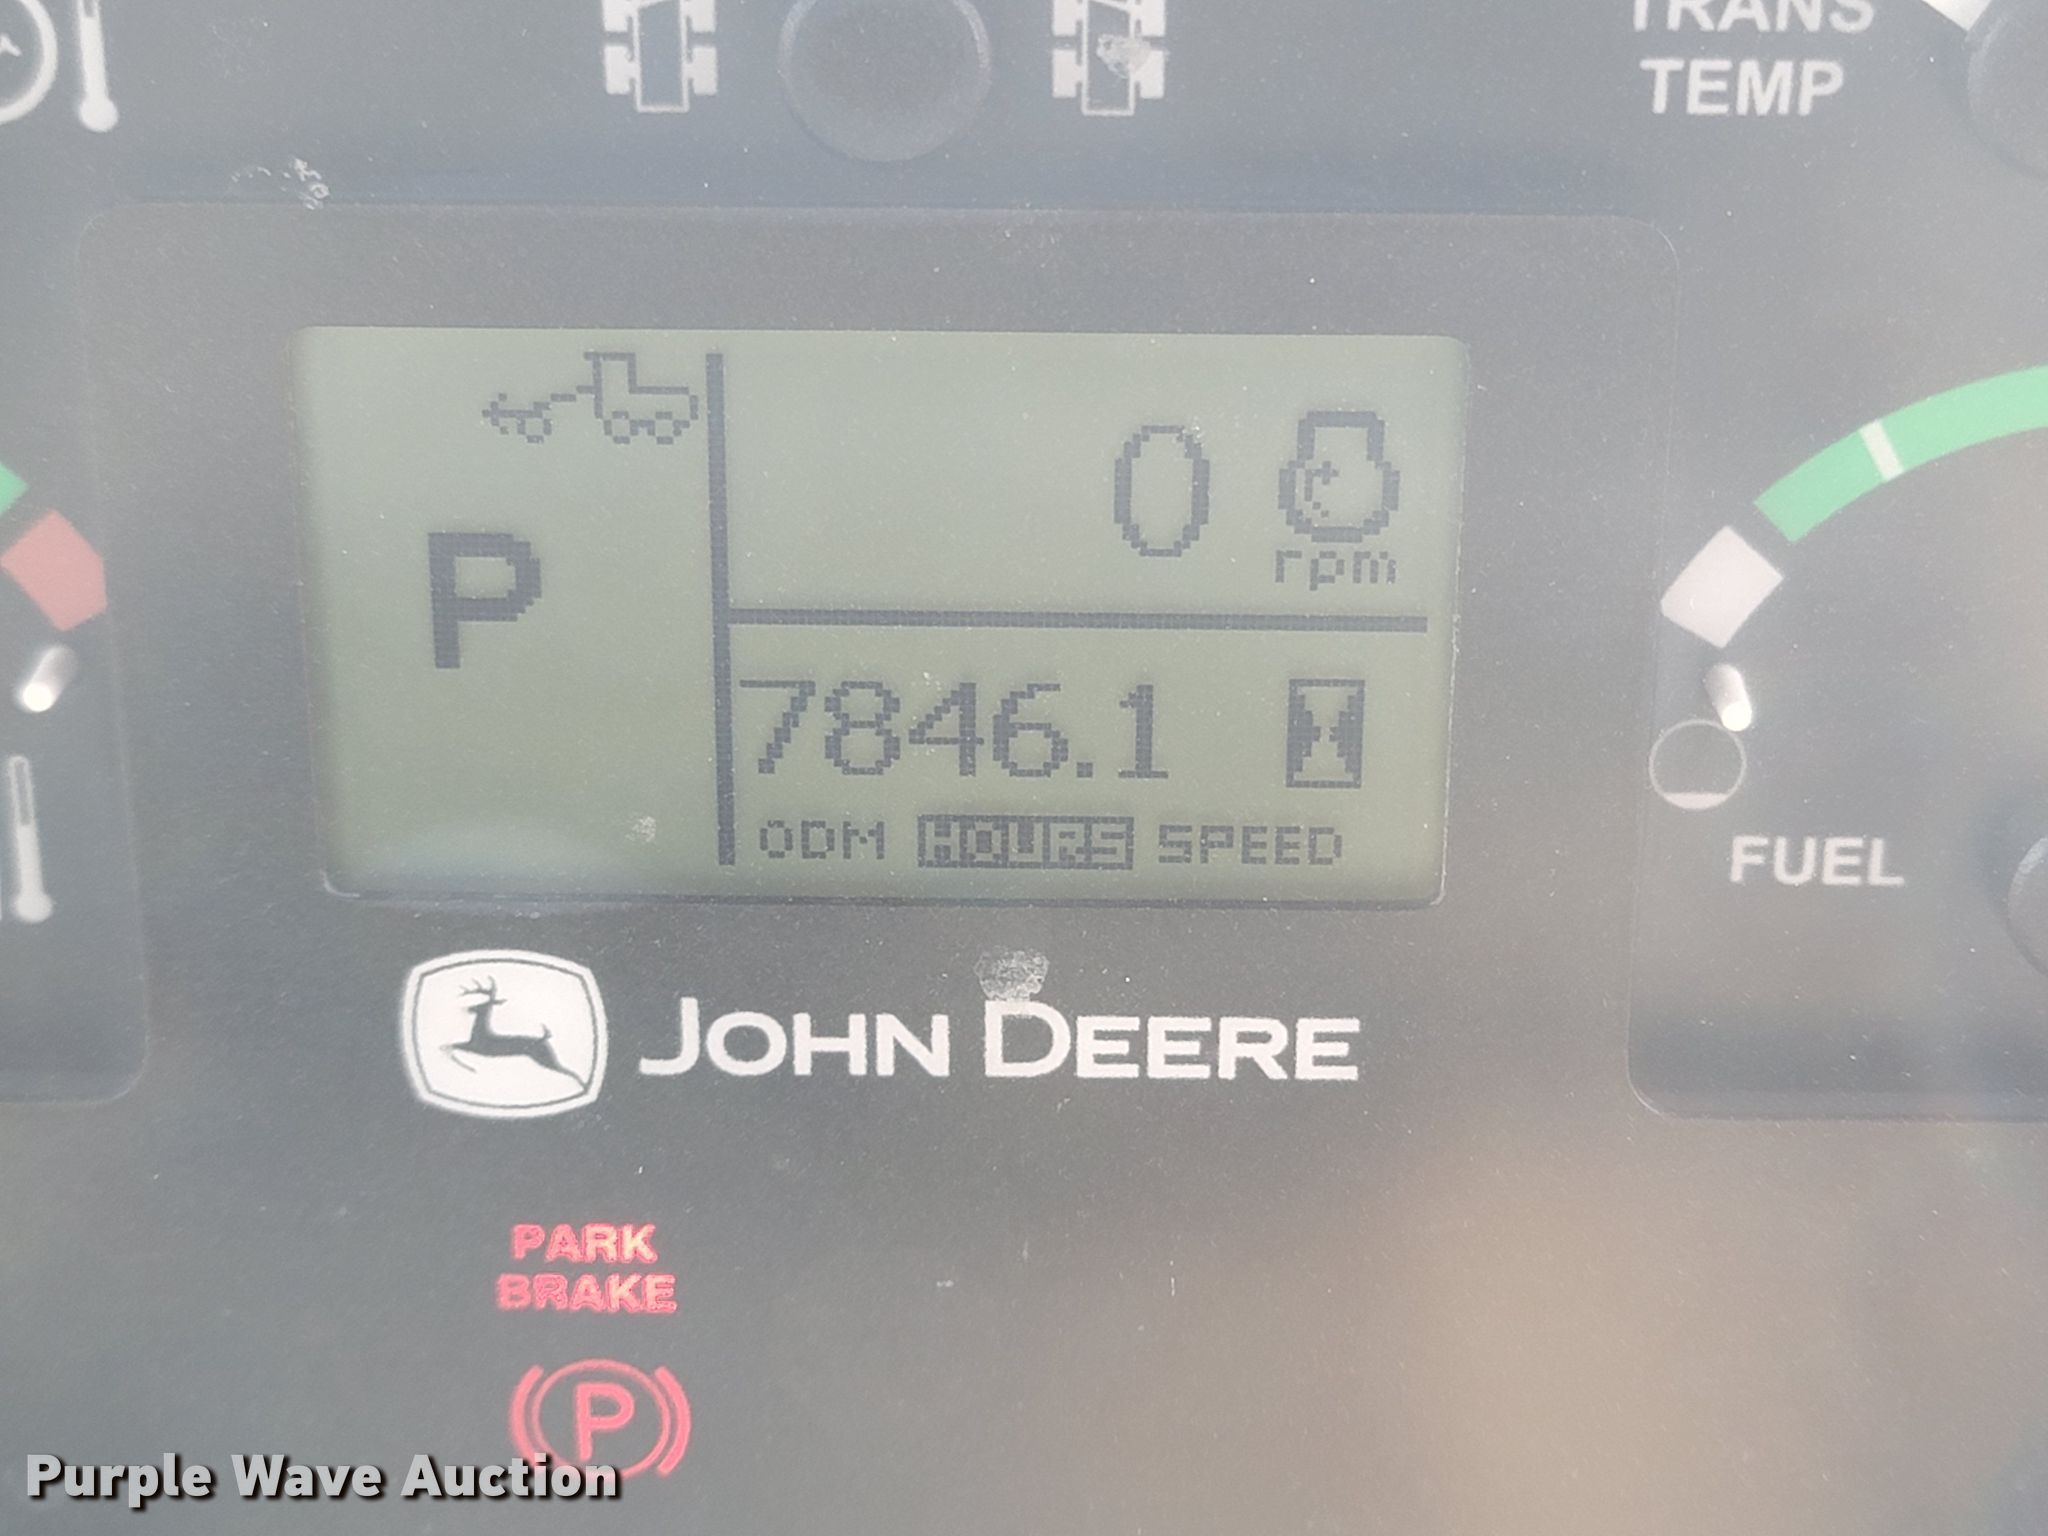 TRANS
TEMP
P
0
rpm
7846.1
ODM HOURS SPEED
FUEL
JOHN DEERE
PARK
BRAKE
P
Purple Wave Auction